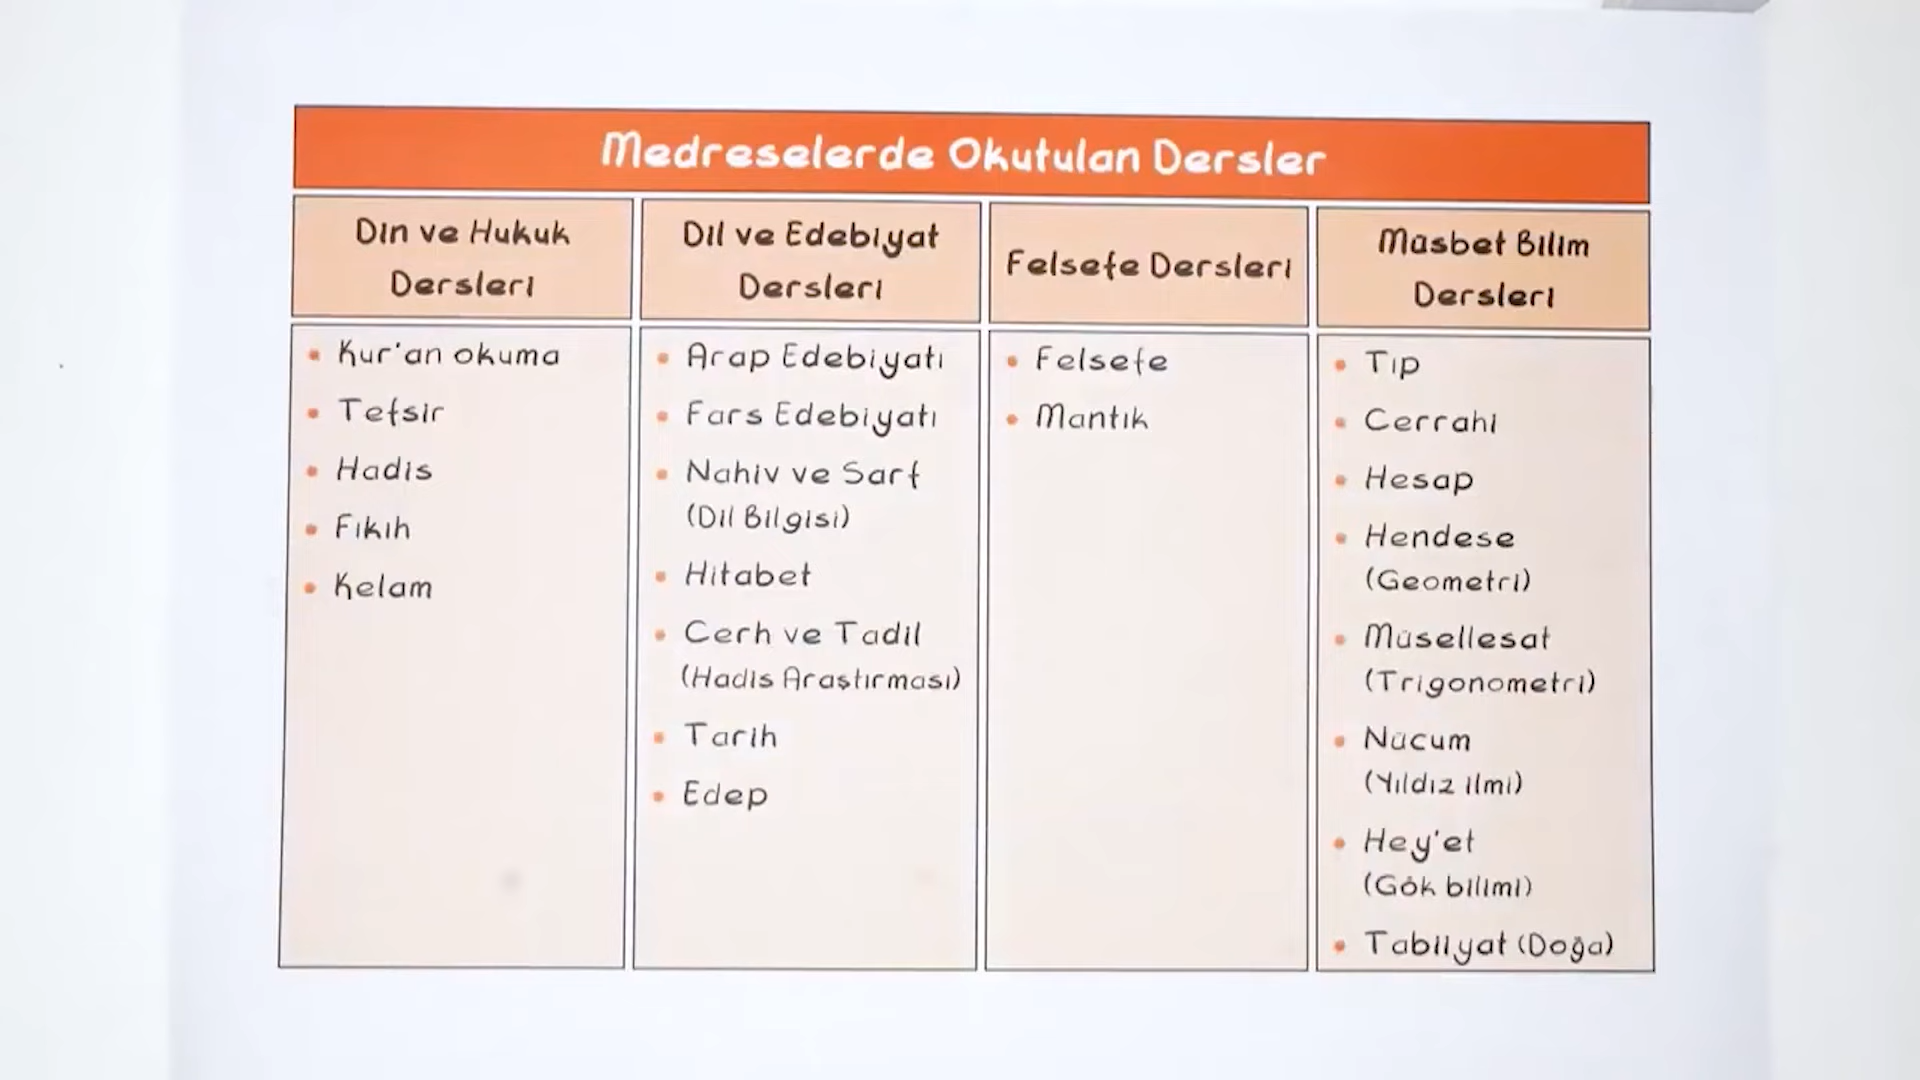 Medreselerde Okutulan Dersler
Din ve Hukuk
Dersleri
Kur'an okuma
Tefsir
Hadis
Fıkıh
Kelam
Dil ve Edebiyat
Dersleri
Arap Edebiyatı
Fars Edebiyatı
Nahiv ve Sarf
(Dil Bilgisi)
Hitabet
Cerh ve Tadil
(Hadis Araştırması)
Tarih
Edep
Felsefe Dersleri
Felsefe
Mantık
Müsbet Bilim
Dersleri
Tıp
Cerrahi
Hesap
Hendese
(Geometri)
Müsellesat
(Trigonometri)
Nücum
(Yıldız ilmi)
Hey'et
(Gök bilimi)
Tabiiyat (Doğa)